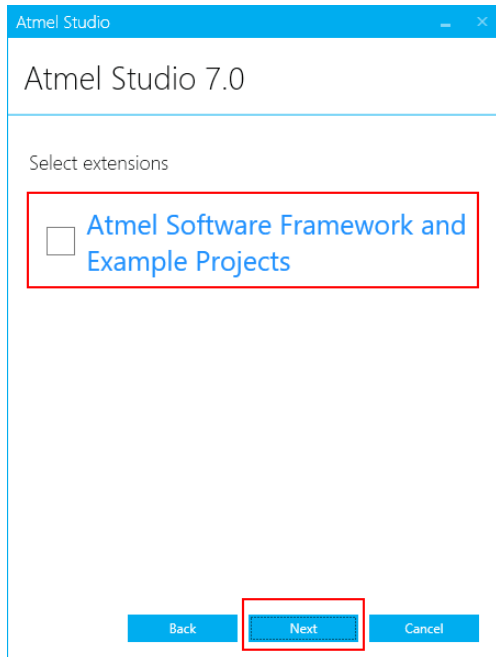 Atmel Studio
Atmel Studio 7.0
Select extensions
Atmel Software Framework and
Example Projects
Back Next Cancel